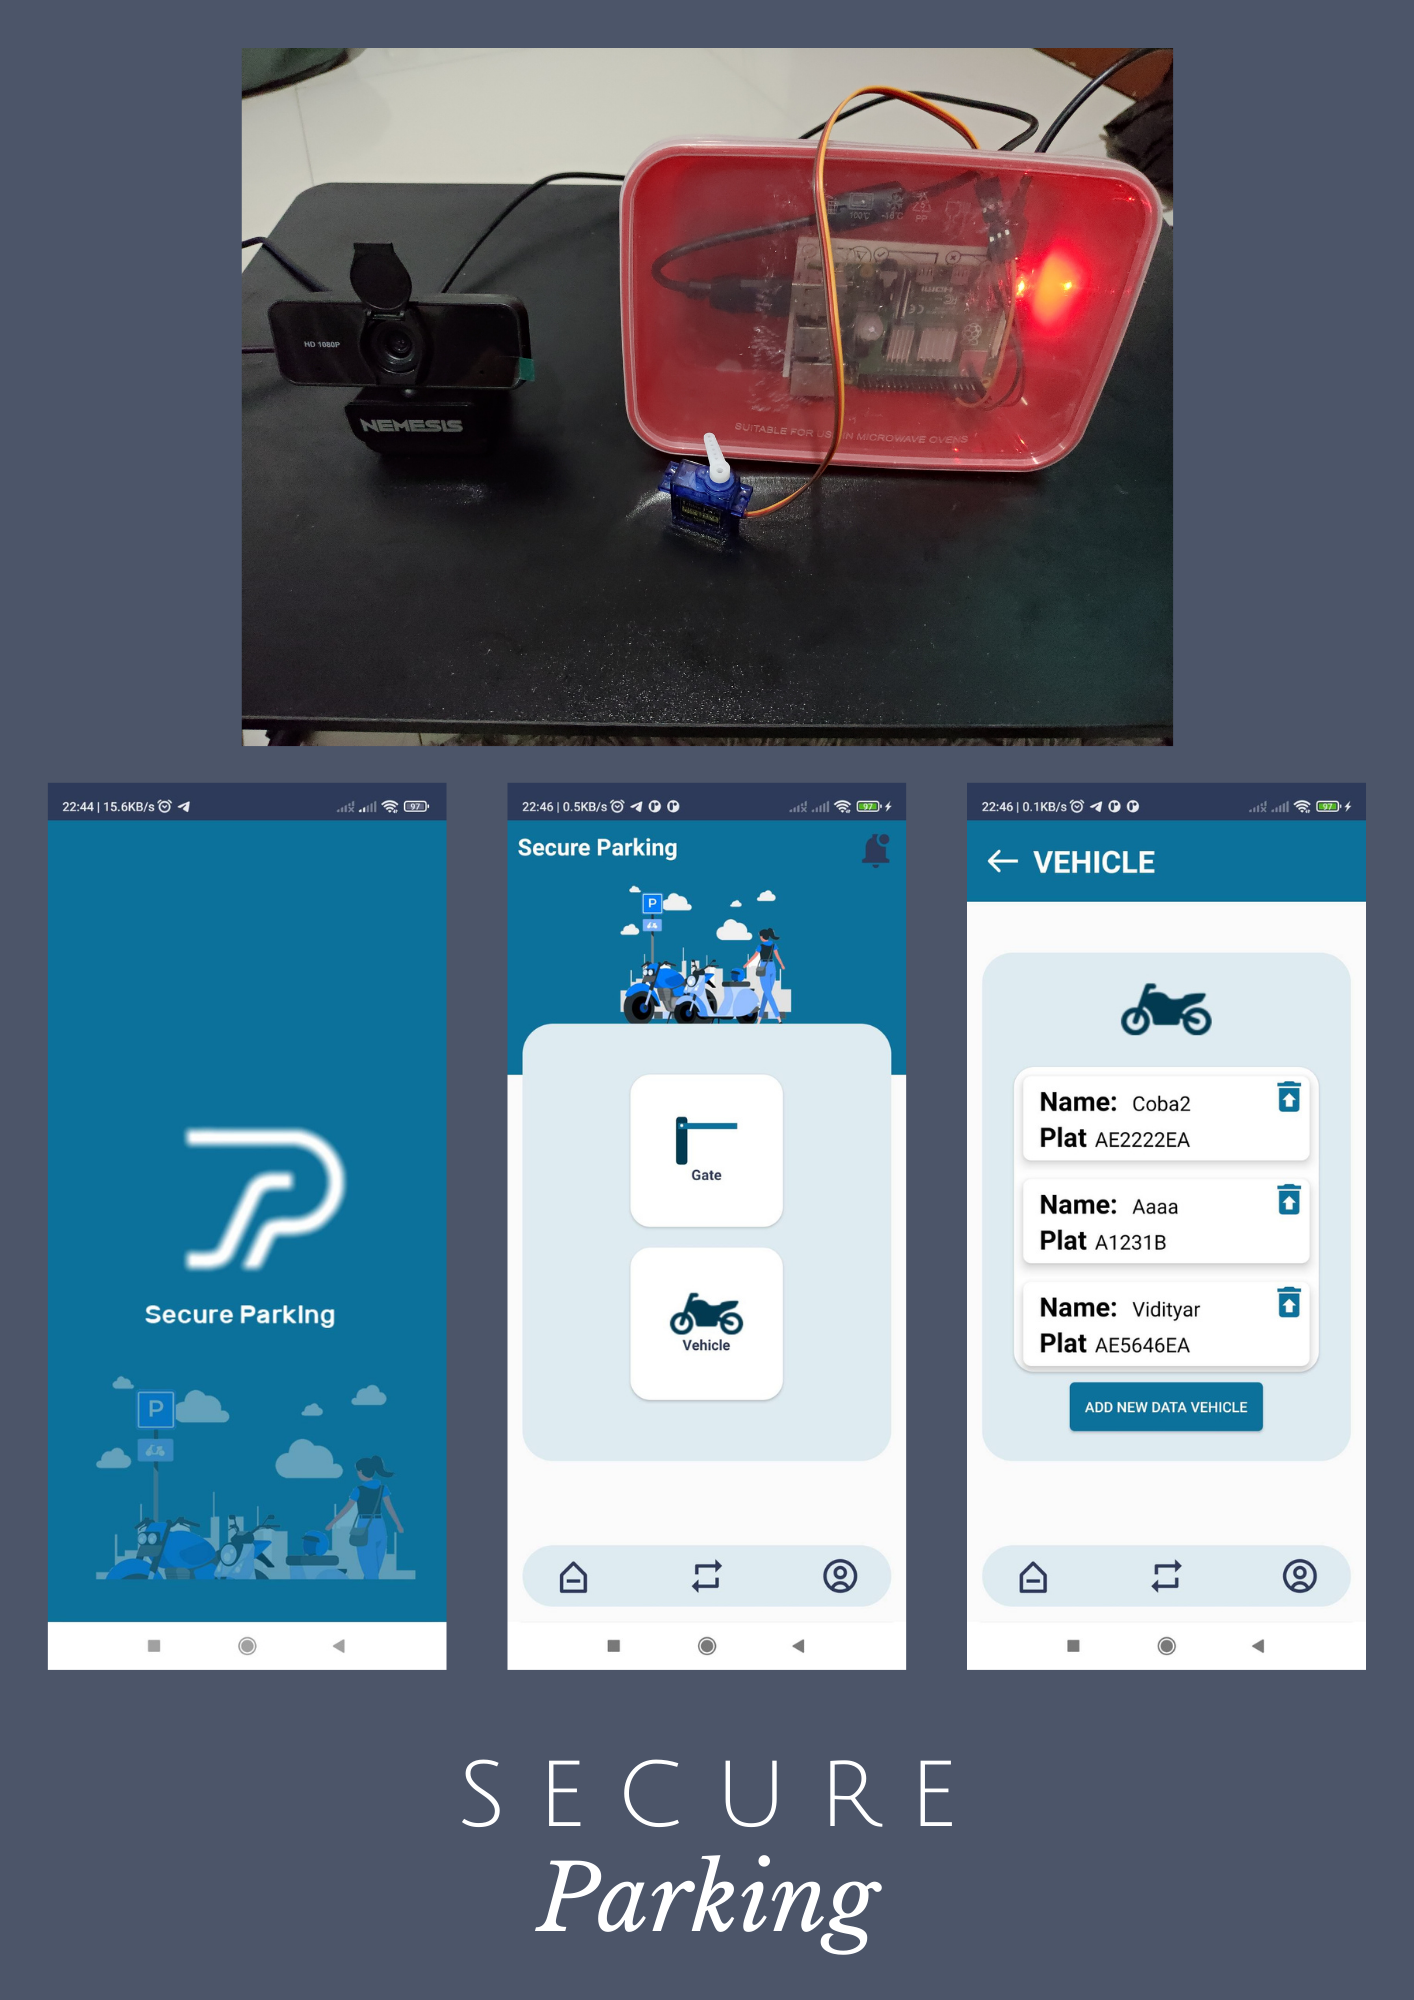 HD 1080P
NEMESIS
100°C
PP
SUITABLE FOR USE IN MICROWAVE OVENS
22:44 | 15.6KB/s
97
Secure Parking
P
22:46 | 0.5KB/s
97
Secure Parking
P
Gate
Vehicle
22:46 | 0.1KB/s
97
VEHICLE
Name: Coba2
Plat AE2222EA
Name: Aaaa
Plat A1231B
Name: Vidityar
Plat AE5646EA
ADD NEW DATA VEHICLE
SECURE
Parking